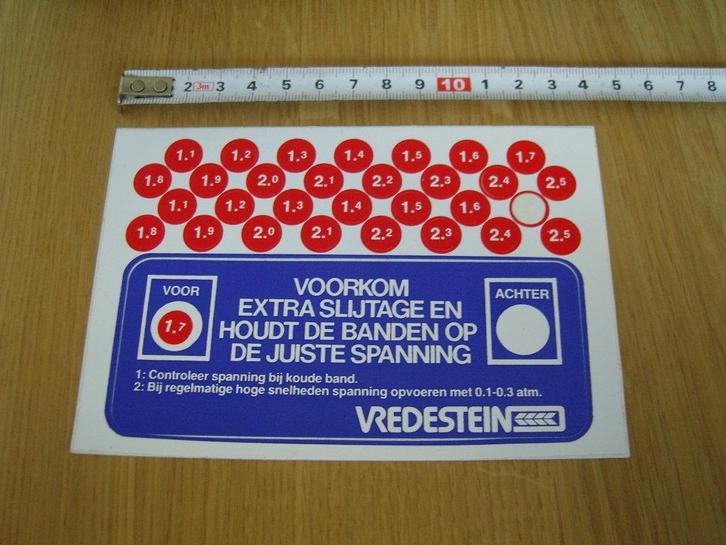 2 3m 3 4 5 6 7 8 9 10 1 2 3 4 5 6 7 8
1.1 1.2 1.3 1.4 1.5 1.6 1.7
1.8 1.9 2.0 2.1 2.2 2.3 2.4 2.5
1.1 1.2 1.3 1.4 1.5 1.6
1.8 1.9 2.0 2.1 2.2 2.3 2.4 2.5
VOOR
1.7
VOORKOM
EXTRA SLIJTAGE EN
HOUDT DE BANDEN OP
DE JUISTE SPANNING
ACHTER
1: Controleer spanning bij koude band.
2: Bij regelmatige hoge snelheden spanning opvoeren met 0.1-0.3 atm.
VREDESTEIN